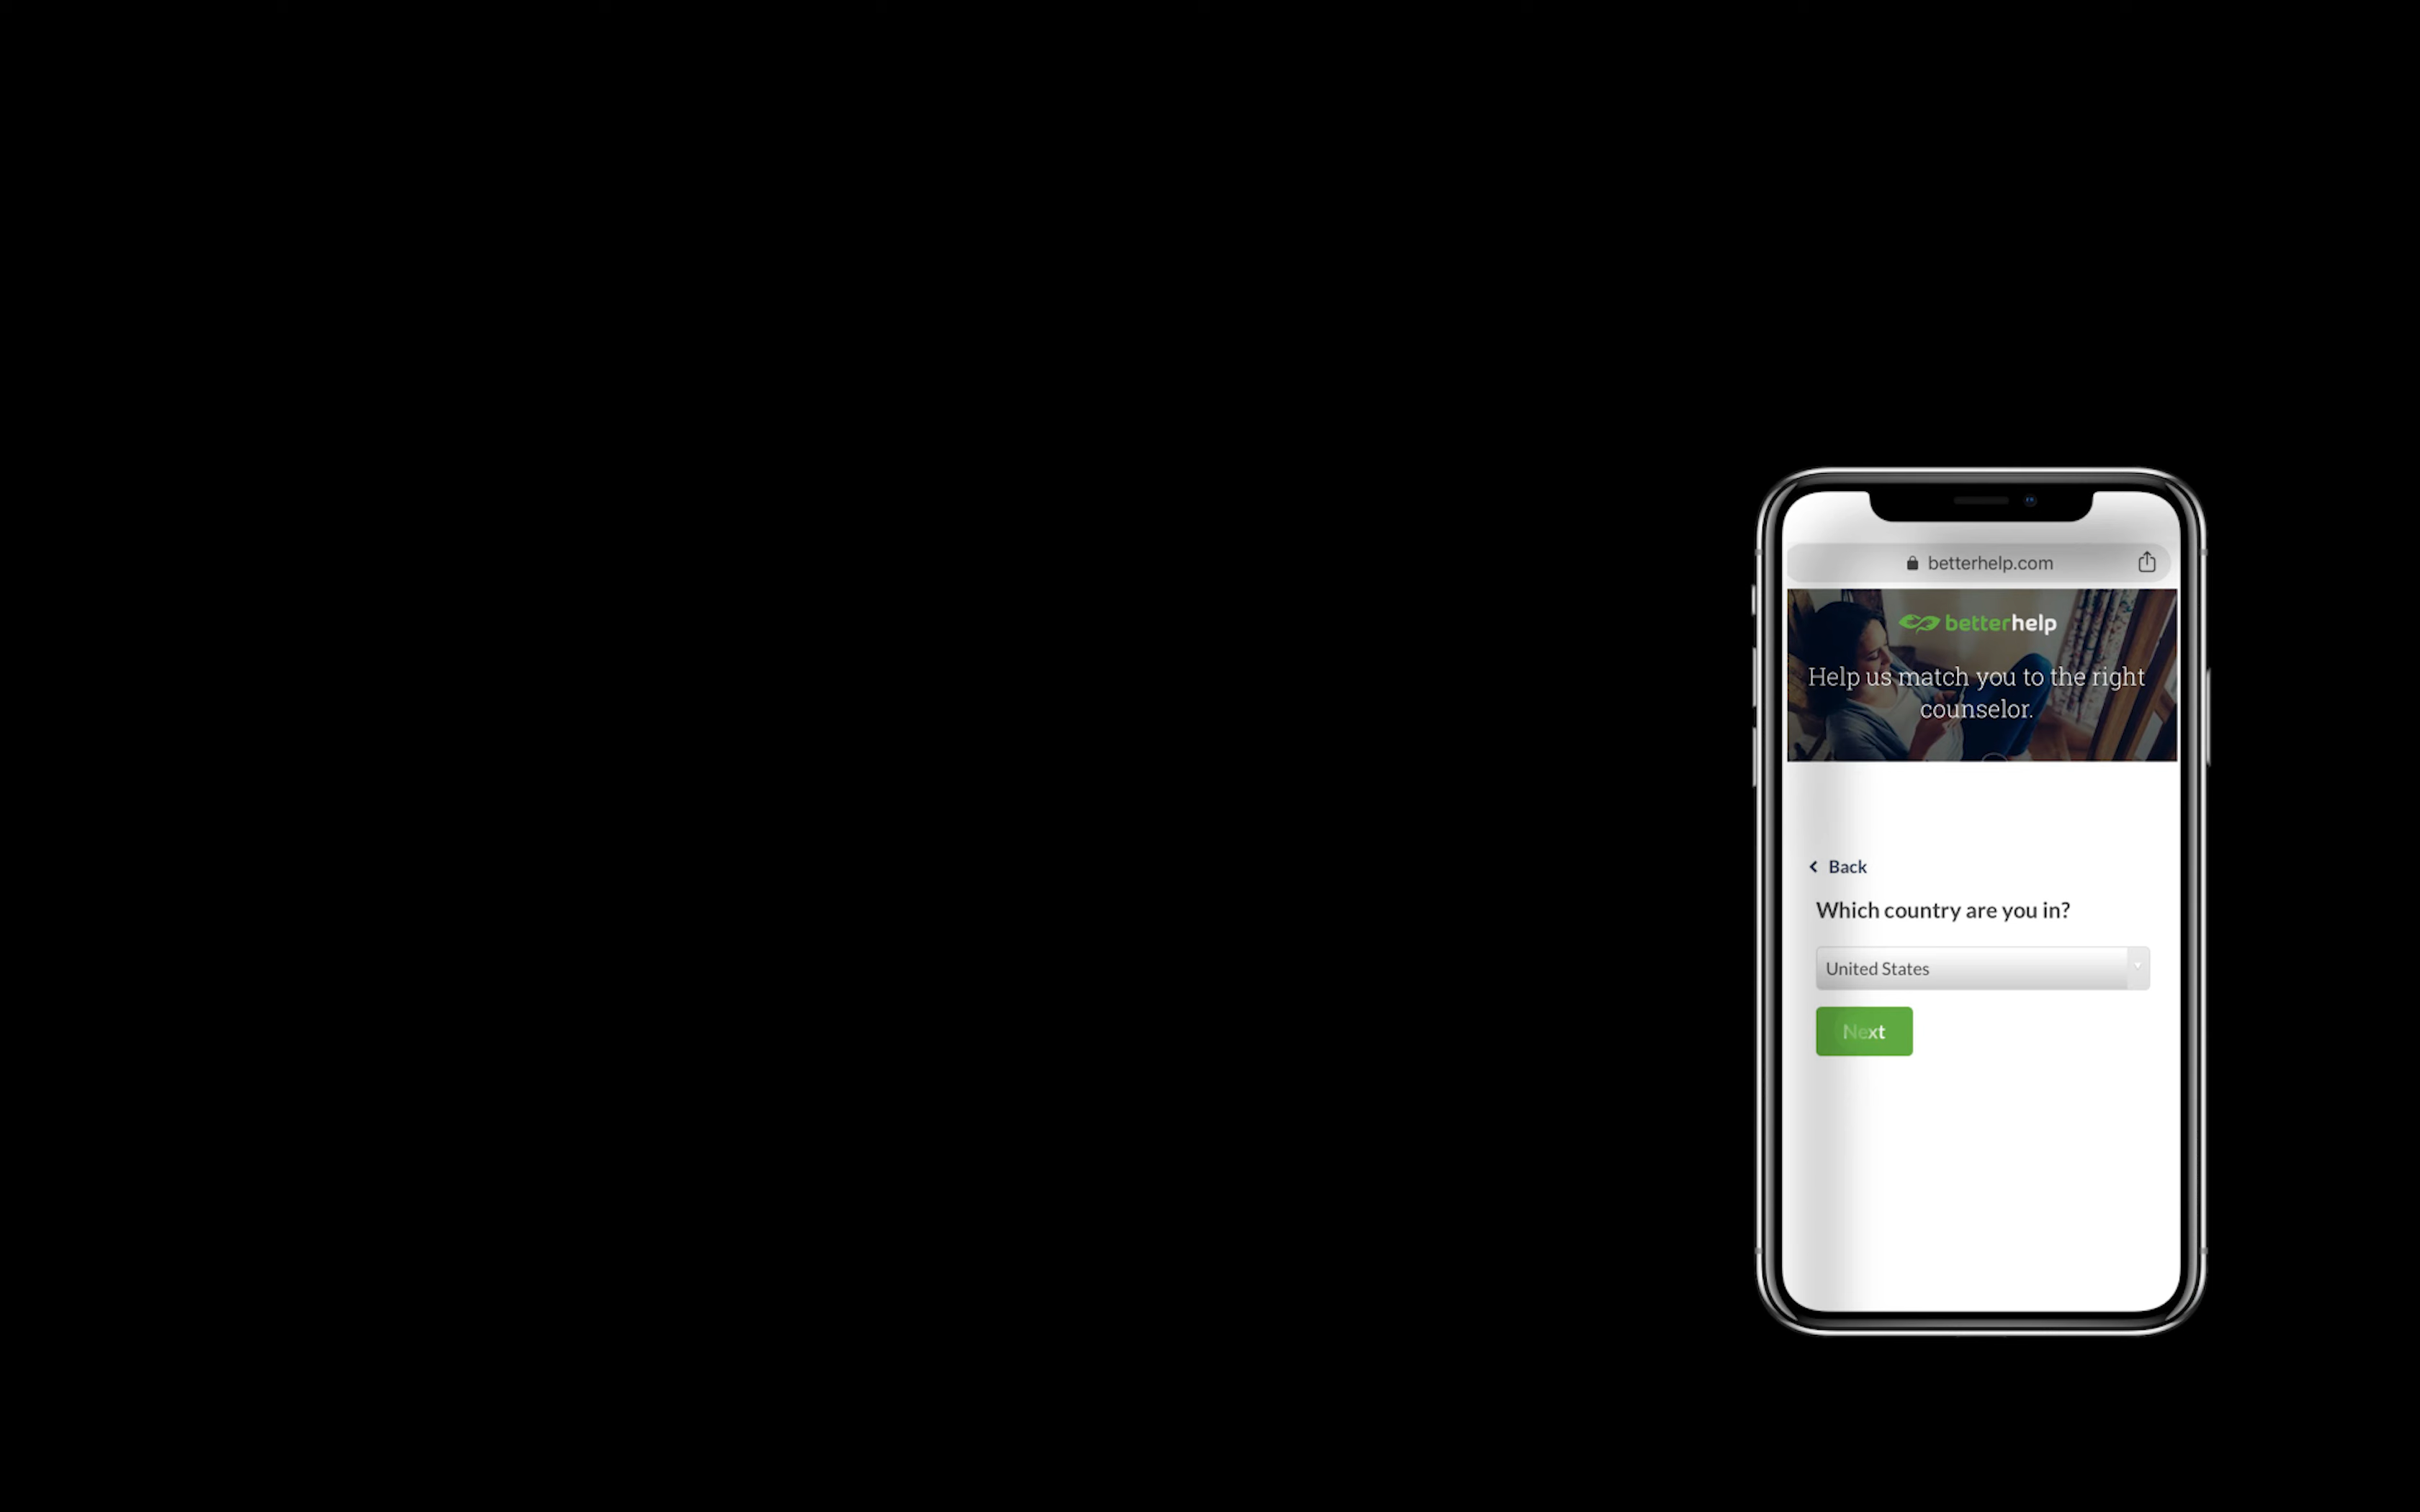 betterhelp.com
betterhelp
Help us match you to the right
counselor.
Back
Which country are you in?
United States
Next